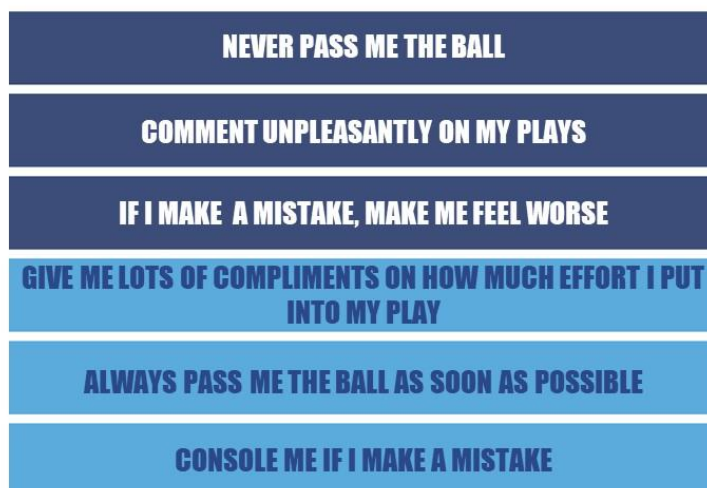 NEVER PASS ME THE BALL
COMMENT UNPLEASANTLY ON MY PLAYS
IF I MAKE A MISTAKE, MAKE ME FEEL WORSE
GIVE ME LOTS OF COMPLIMENTS ON HOW MUCH EFFORT I PUT
INTO MY PLAY
ALWAYS PASS ME THE BALL AS SOON AS POSSIBLE
CONSOLE ME IF I MAKE A MISTAKE